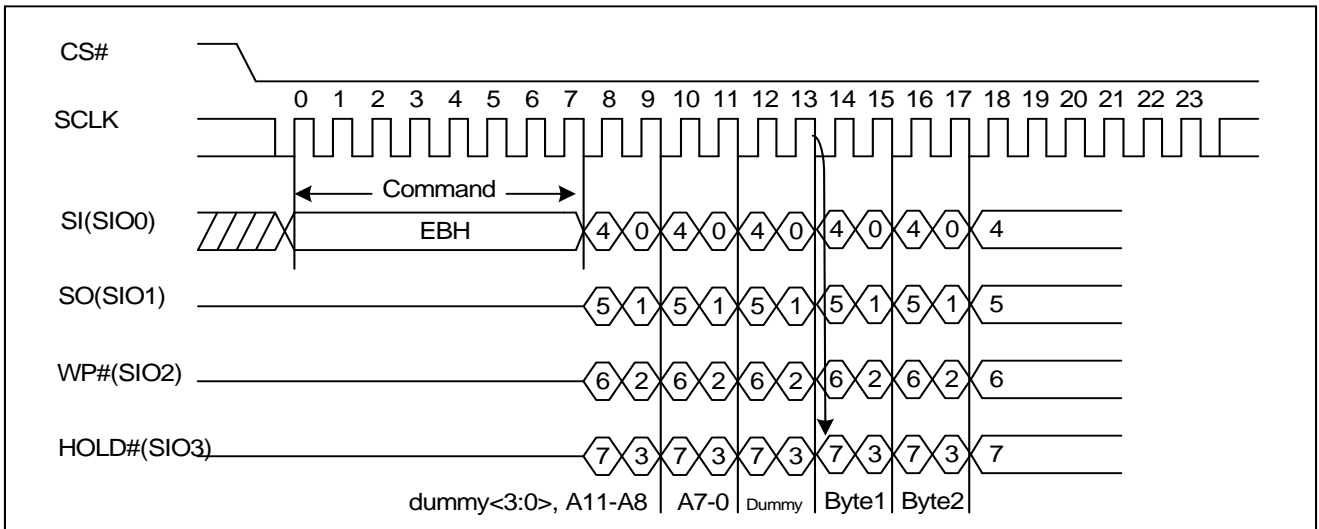 CS#
0 1 2 3 4 5 6 7 8 9 10 11 12 13 14 15 16 17 18 19 20 21 22 23
SCLK
Command
SI(SIO0)
EBH 4 0 4 0 4 0 4 0 4 0 4
SO(SIO1)
5 1 5 1 5 1 5 1 5 1 5
WP#(SIO2)
6 2 6 2 6 2 6 2 6 2 6
HOLD#(SIO3)
7 3 7 3 7 3 7 3 7 3 7
dummy<3:0>, A11-A8 A7-0 Dummy Byte1 Byte2